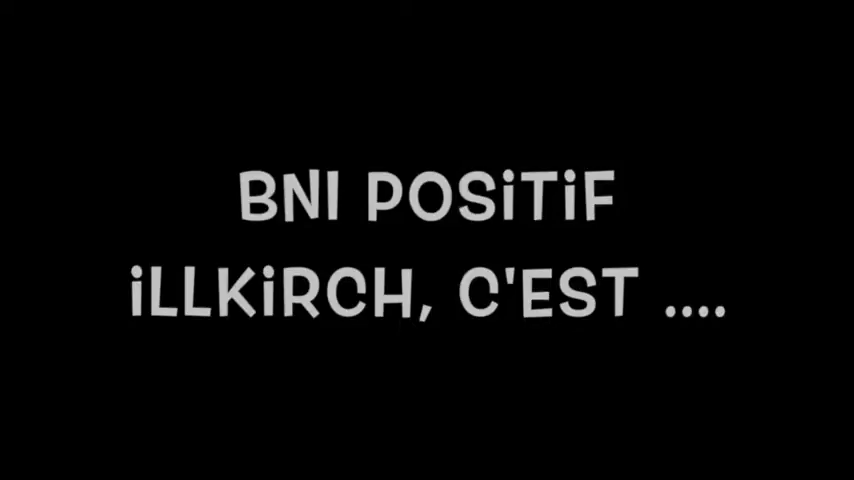 BNI POSiTiF
iLLKiRCH, C'EST ....